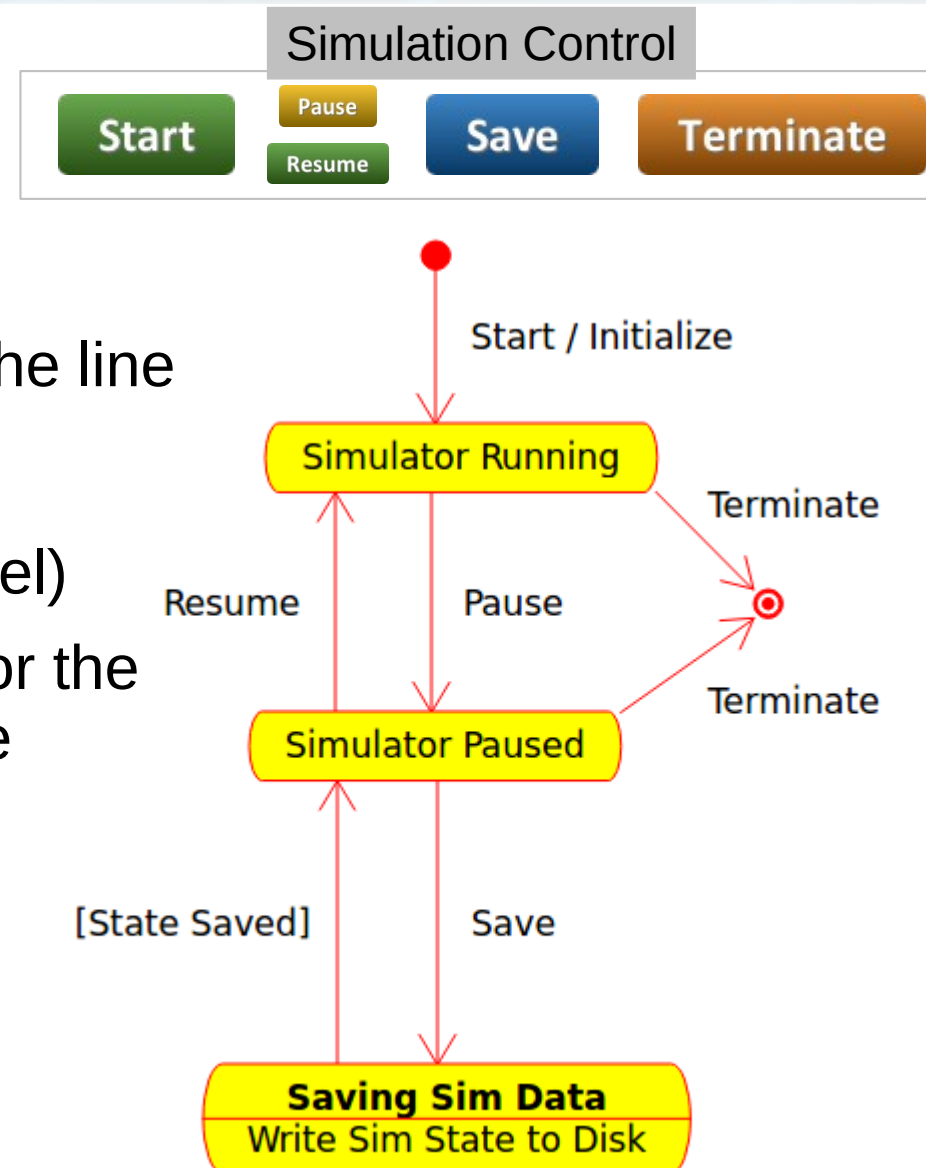 Simulation Control
Start
Pause
Resume
Save
Terminate
Start / Initialize
he line
Simulator Running
Terminate
el)
Resume
Pause
or the
Terminate
e
Simulator Paused
[State Saved]
Save
Saving Sim Data
Write Sim State to Disk